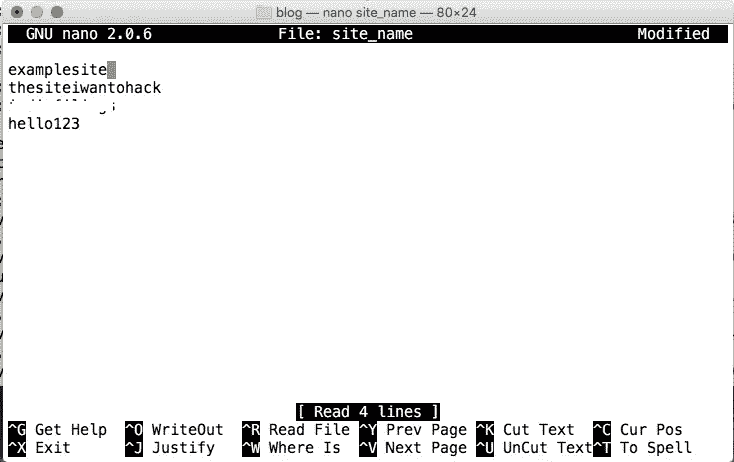 blog — nano site_name — 80×24
GNU nano 2.0.6 File: site_name Modified
examplesite
thesiteiwantohack
hello123
[ Read 4 lines ]
^G Get Help ^O WriteOut ^R Read File ^Y Prev Page ^K Cut Text ^C Cur Pos
^X Exit ^J Justify ^W Where Is ^V Next Page ^U UnCut Text ^T To Spell